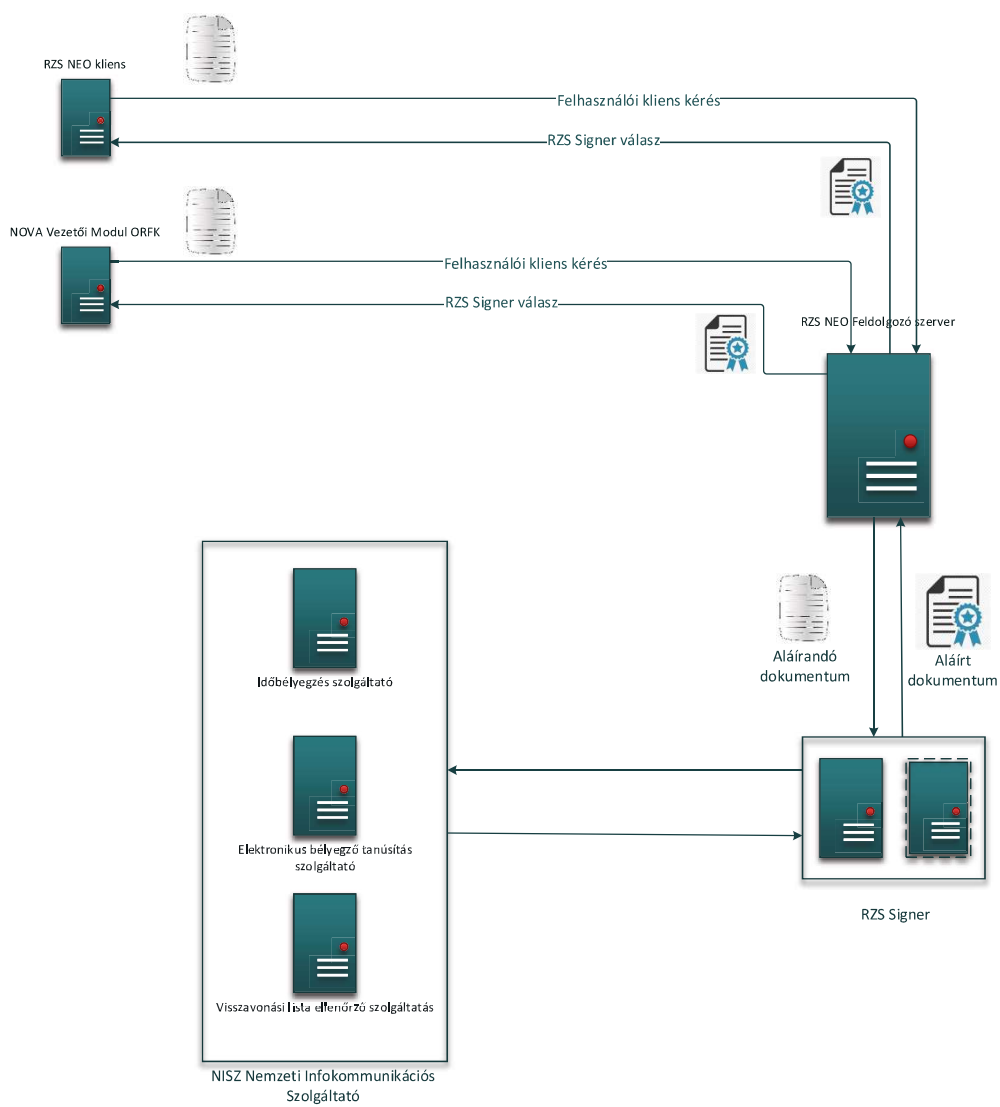 RZS NEO kliens
Felhasználói kliens kérés
RZS Signer válasz
NOVA Vezetői Modul ORFK
Felhasználói kliens kérés
RZS Signer válasz
RZS NEO Feldolgozó szerver
Aláírandó
dokumentum
Aláírt
dokumentum
Időbélyegzés szolgáltató
Elektronikus bélyegző tanúsítás
szolgáltató
Visszavonási lista ellenőrző szolgáltatás
RZS Signer
NISZ Nemzeti Infokommunikációs
Szolgáltató